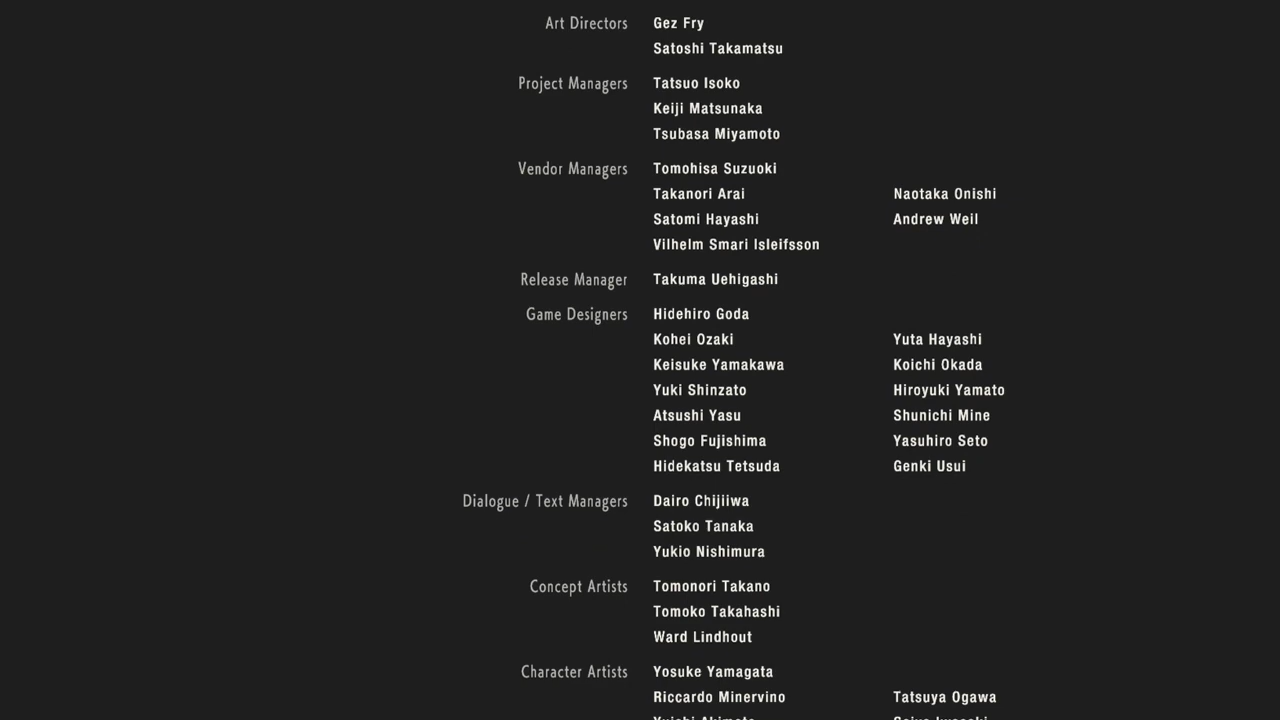 Art Directors Gez Fry
Satoshi Takamatsu
Project Managers Tatsuo Isoko
Keiji Matsunaka
Tsubasa Miyamoto
Vendor Managers Tomohisa Suzuoki
Takanori Arai Naotaka Onishi
Satomi Hayashi Andrew Weil
Vilhelm Smari Isleifsson
Release Manager Takuma Uehigashi
Game Designers Hidehiro Goda
Kohei Ozaki Yuta Hayashi
Keisuke Yamakawa Koichi Okada
Yuki Shinzato Hiroyuki Yamato
Atsushi Yasu Shunichi Mine
Shogo Fujishima Yasuhiro Seto
Hidekatsu Tetsuda Genki Usui
Dialogue / Text Managers Dairo Chijiiwa
Satoko Tanaka
Yukio Nishimura
Concept Artists Tomonori Takano
Tomoko Takahashi
Ward Lindhout
Character Artists Yosuke Yamagata
Riccardo Minervino Tatsuya Ogawa